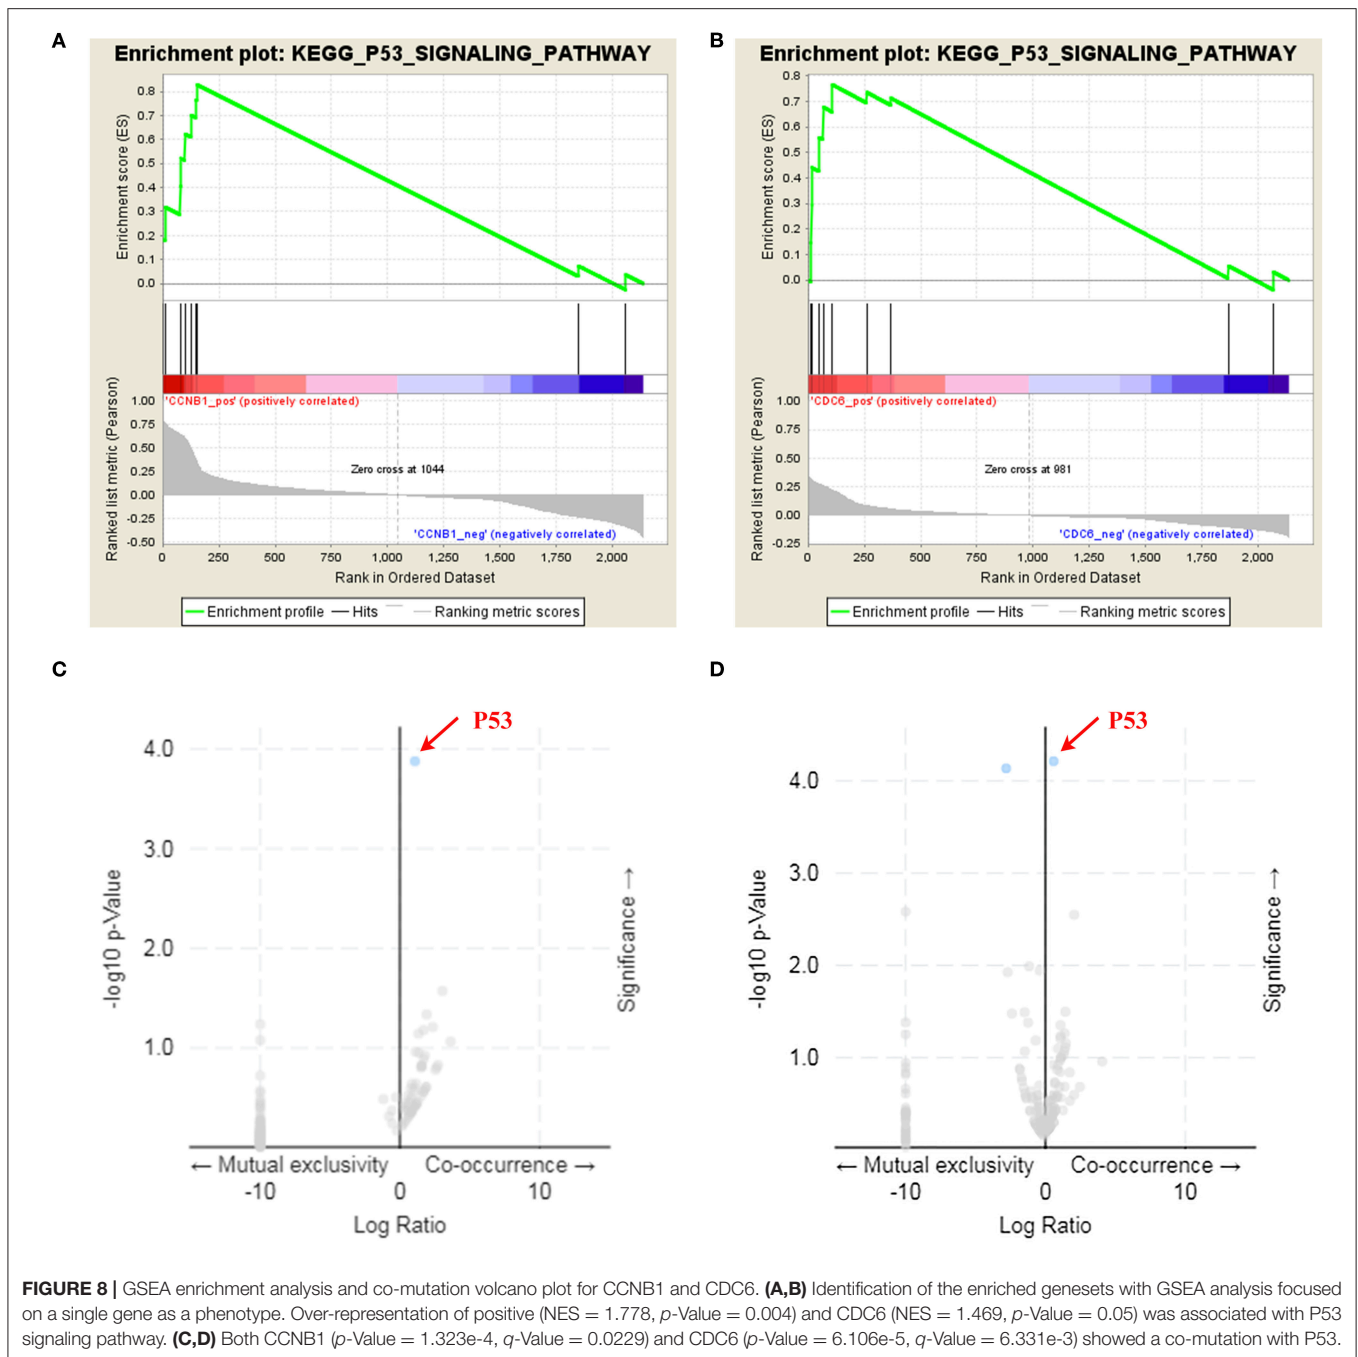 A
Enrichment plot: KEGG_P53_SIGNALING_PATHWAY
Enrichment score (ES)
0.8
0.7
0.6
0.5
0.4
0.3
0.2
0.1
0.0
'CCNB1_pos' (positively correlated)
Ranked list metric (Pearson)
1.00
0.75
0.50
0.25
0.00
-0.25
-0.50
Zero cross at 1044
'CCNB1_neg' (negatively correlated)
0 250 500 750 1,000 1,250 1,500 1,750 2,000
Rank in Ordered Dataset
Enrichment profile Hits Ranking metric scores
B
Enrichment plot: KEGG_P53_SIGNALING_PATHWAY
Enrichment score (ES)
0.8
0.7
0.6
0.5
0.4
0.3
0.2
0.1
0.0
'CDC6_pos' (positively correlated)
Ranked list metric (Pearson)
1.00
0.75
0.50
0.25
0.00
-0.25
Zero cross at 981
'CDC6_neg' (negatively correlated)
0 250 500 750 1,000 1,250 1,500 1,750 2,000
Rank in Ordered Dataset
Enrichment profile Hits Ranking metric scores
C
P53
-log10 p-Value
4.0
3.0
2.0
1.0
Significance →
← Mutual exclusivity Co-occurrence →
-10 0 10
Log Ratio
D
P53
-log10 p-Value
4.0
3.0
2.0
1.0
Significance →
← Mutual exclusivity Co-occurrence →
-10 0 10
Log Ratio
FIGURE 8 | GSEA enrichment analysis and co-mutation volcano plot for CCNB1 and CDC6. (A,B) Identification of the enriched genesets with GSEA analysis focused
on a single gene as a phenotype. Over-representation of positive (NES = 1.778, p-Value = 0.004) and CDC6 (NES = 1.469, p-Value = 0.05) was associated with P53
signaling pathway. (C,D) Both CCNB1 (p-Value = 1.323e-4, q-Value = 0.0229) and CDC6 (p-Value = 6.106e-5, q-Value = 6.331e-3) showed a co-mutation with P53.